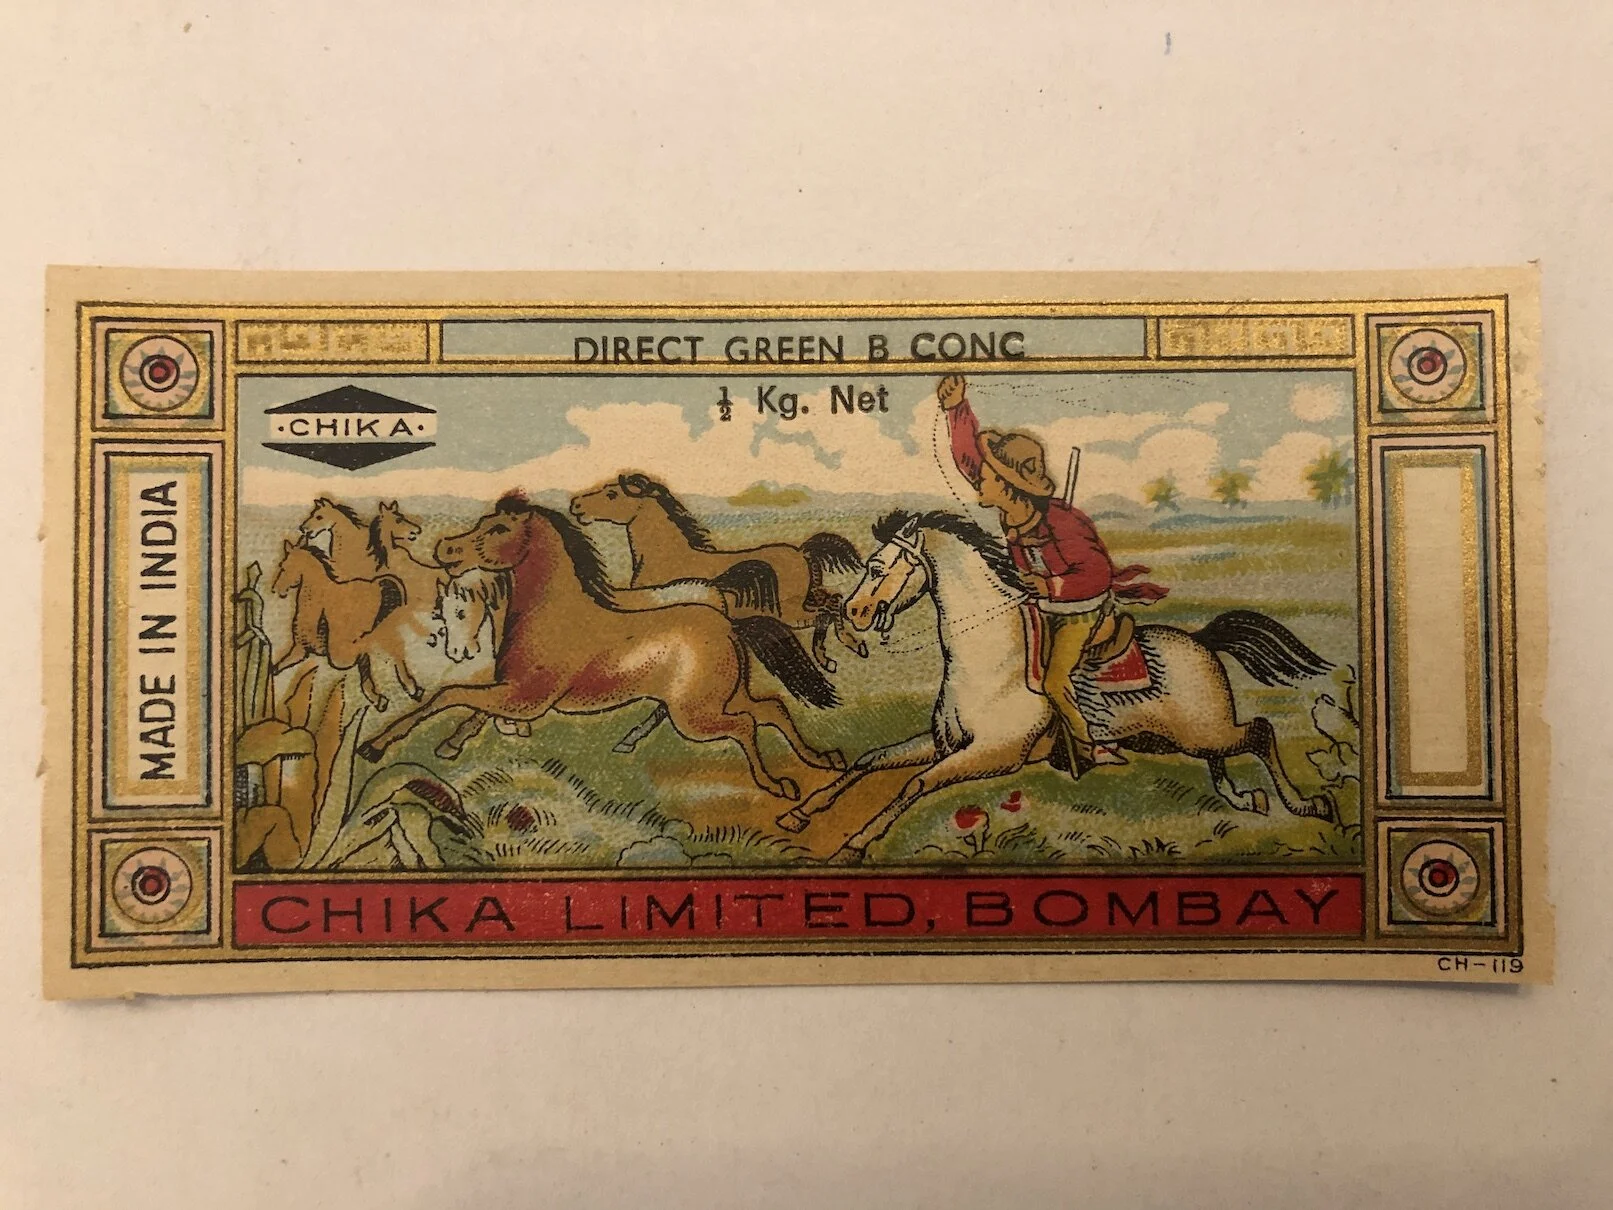 DIRECT GREEN B CONC
½ Kg. Net
·CHIKA·
MADE IN INDIA
CHIKA LIMITED, BOMBAY
CH-119